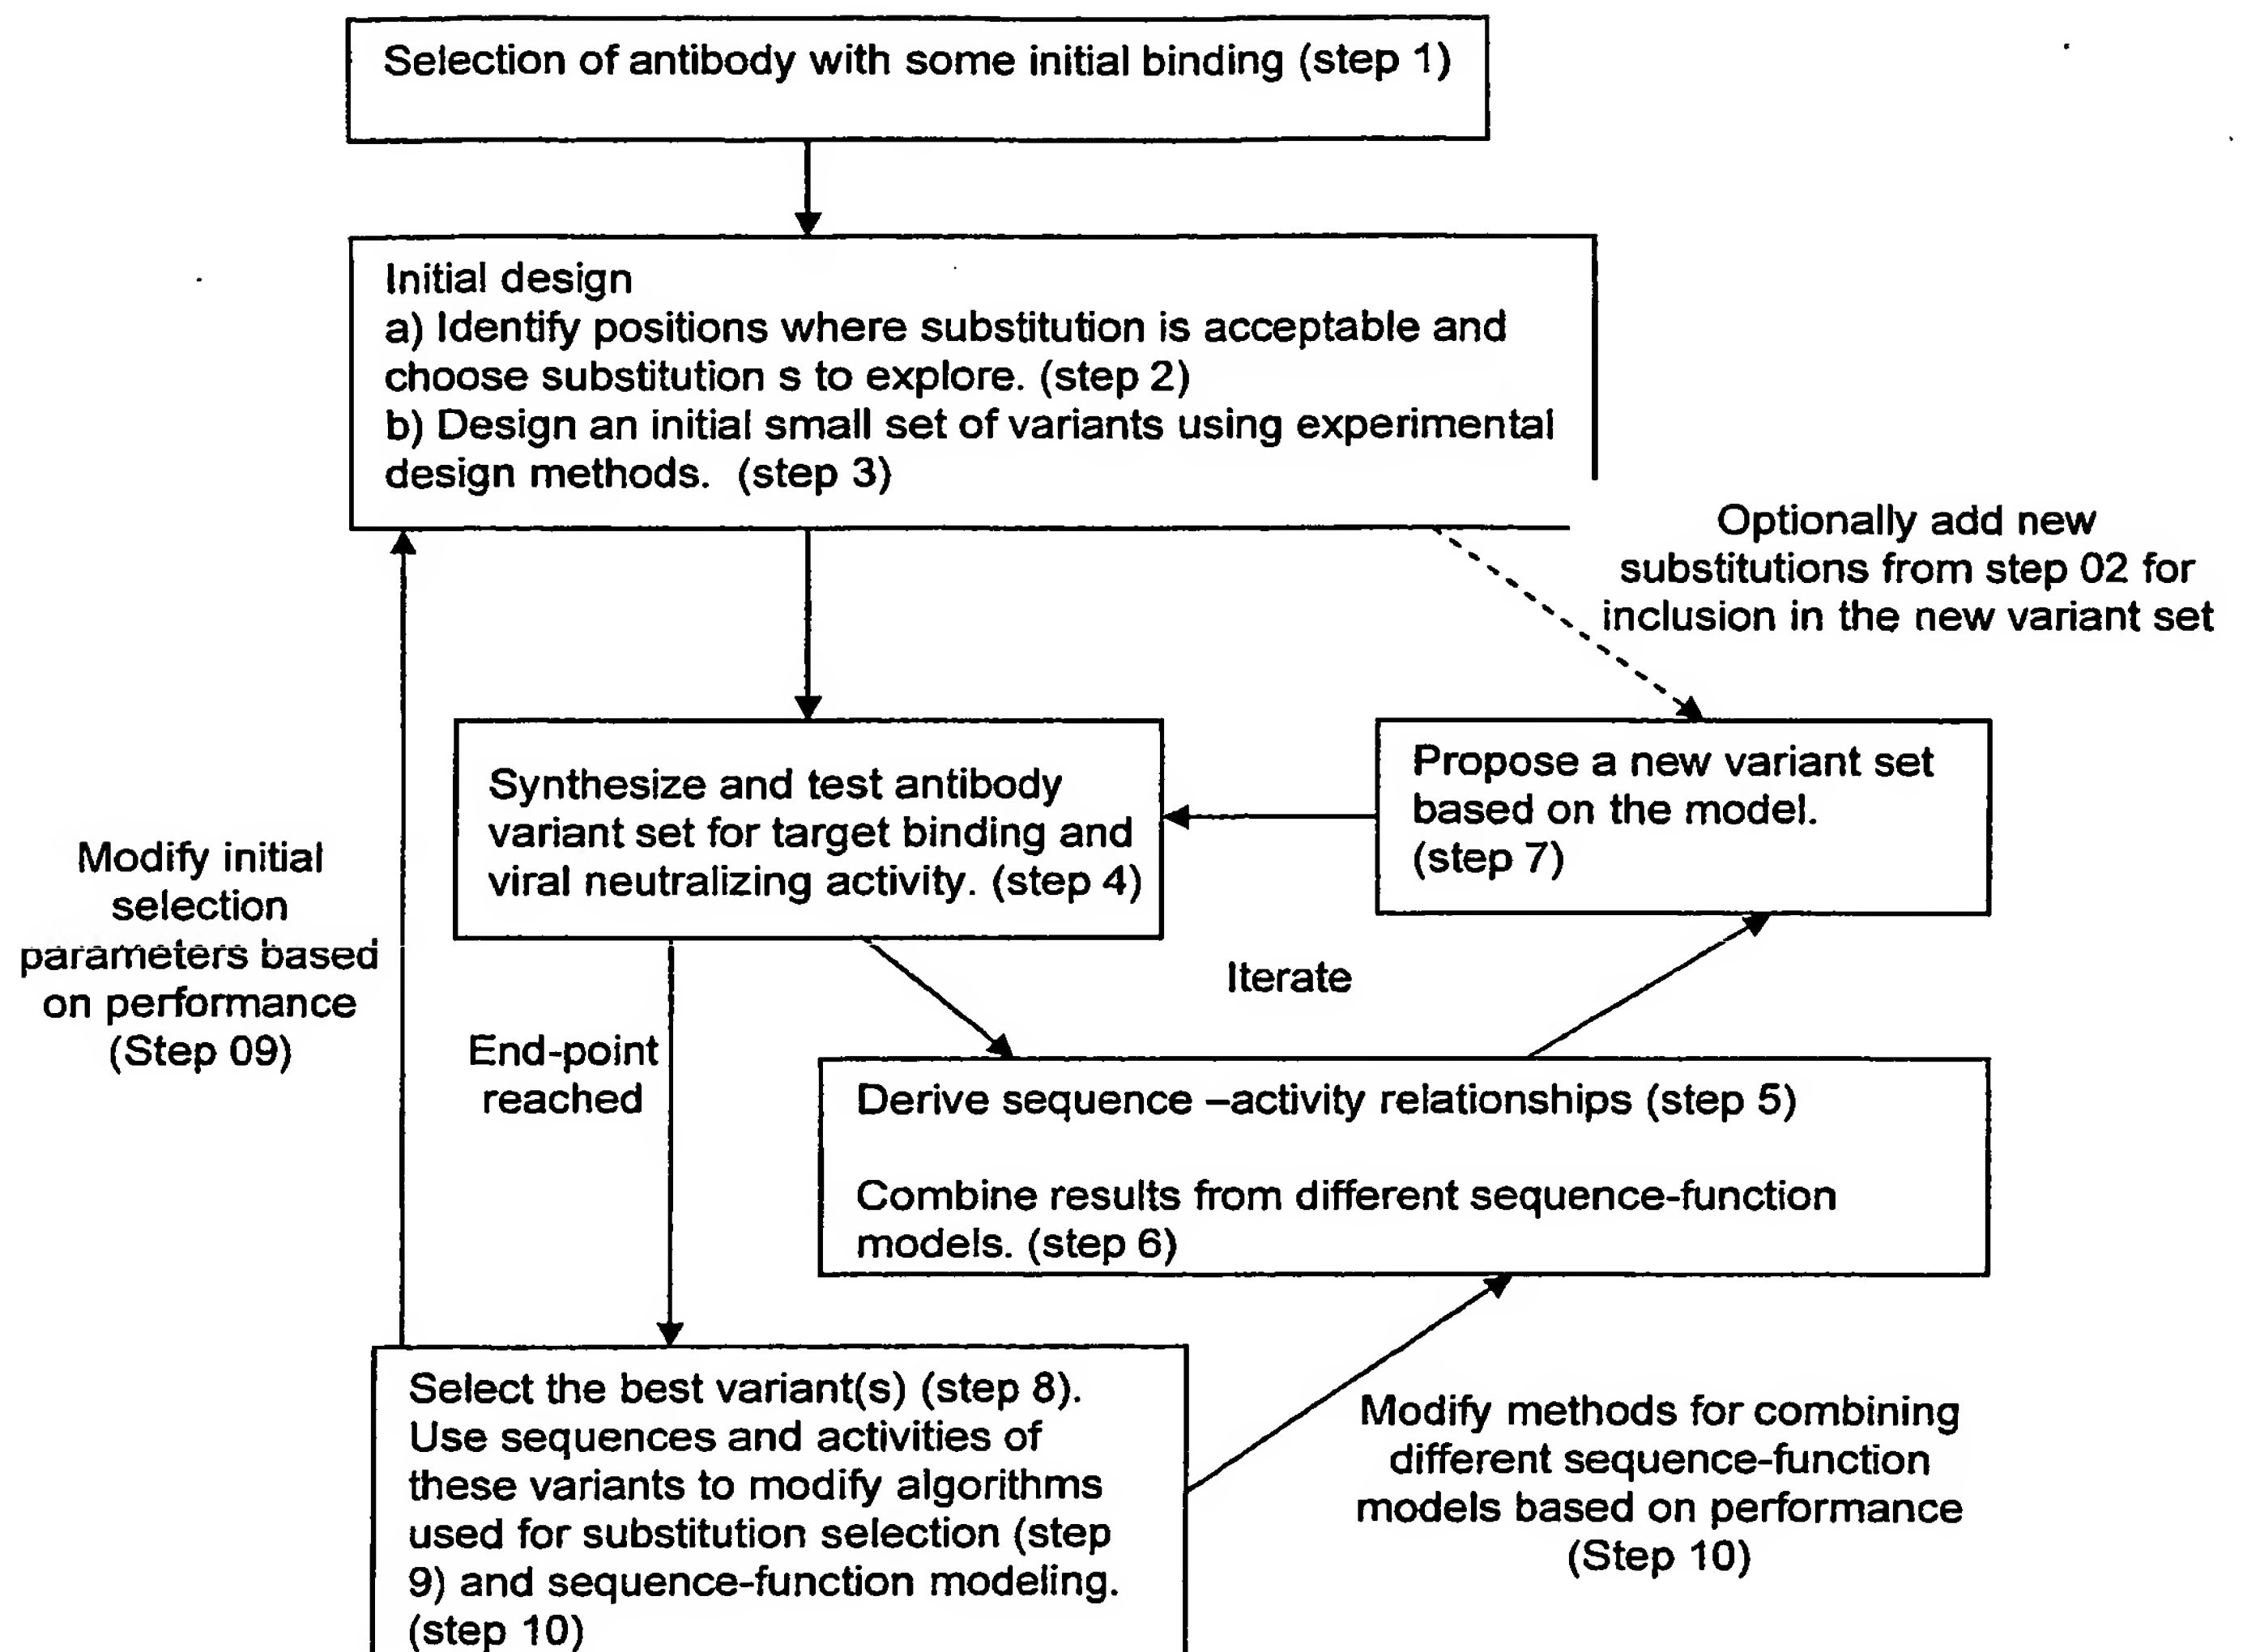 Selection of antibody with some initial binding (step 1)
Initial design
a) Identify positions where substitution is acceptable and
choose substitution s to explore. (step 2)
b) Design an initial small set of variants using experimental
design methods. (step 3)
Optionally add new
substitutions from step 02 for
inclusion in the new variant set
Synthesize and test antibody
variant set for target binding and
viral neutralizing activity. (step 4)
Propose a new variant set
based on the model.
(step 7)
Modify initial
selection
parameters based
on performance
(Step 09)
Iterate
End-point
reached
Derive sequence –activity relationships (step 5)
Combine results from different sequence-function
models. (step 6)
Select the best variant(s) (step 8).
Use sequences and activities of
these variants to modify algorithms
used for substitution selection (step
9) and sequence-function modeling.
(step 10)
Modify methods for combining
different sequence-function
models based on performance
(Step 10)